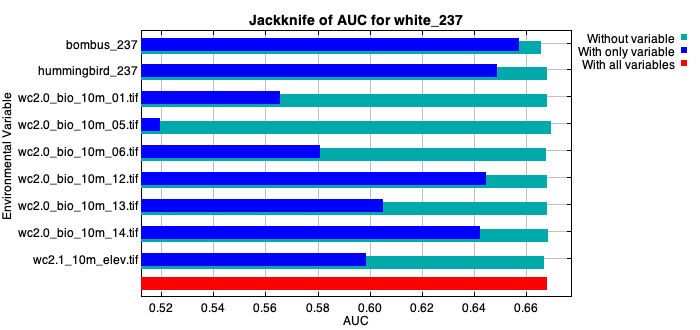 Jackknife of AUC for white_237
Environmental Variable
bombus_237
hummingbird_237
wc2.0_bio_10m_01.tif
wc2.0_bio_10m_05.tif
wc2.0_bio_10m_06.tif
wc2.0_bio_10m_12.tif
wc2.0_bio_10m_13.tif
wc2.0_bio_10m_14.tif
wc2.1_10m_elev.tif
0.52 0.54 0.56 0.58 0.60 0.62 0.64 0.66
AUC
Without variable
With only variable
With all variables